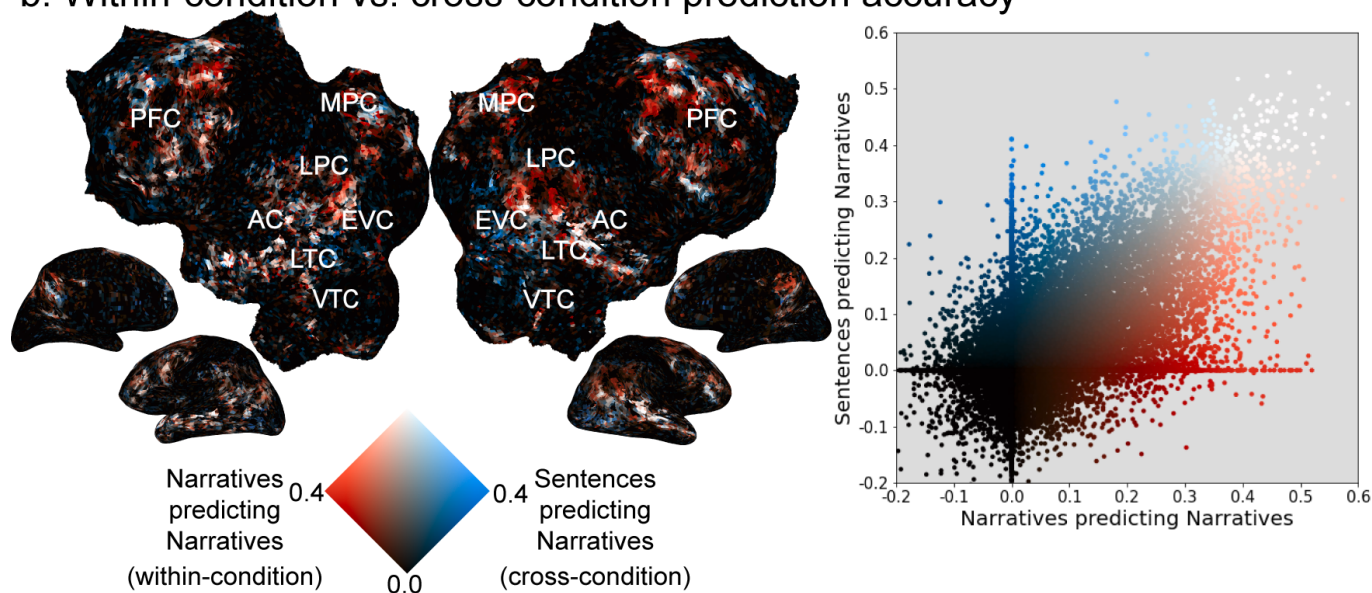 b. Within-condition vs. cross-condition prediction accuracy
PFC
MPC
LPC
AC
EVC
LTC
VTC
MPC
PFC
LPC
EVC
AC
LTC
VTC
Narratives
predicting
Narratives
(within-condition)
0.4
0.4
0.0
Sentences
predicting
Narratives
(cross-condition)
Sentences predicting Narratives
0.6
0.5
0.4
0.3
0.2
0.1
0.0
-0.1
-0.2
-0.2
-0.1
0.0
0.1
0.2
0.3
0.4
0.5
0.6
Narratives predicting Narratives